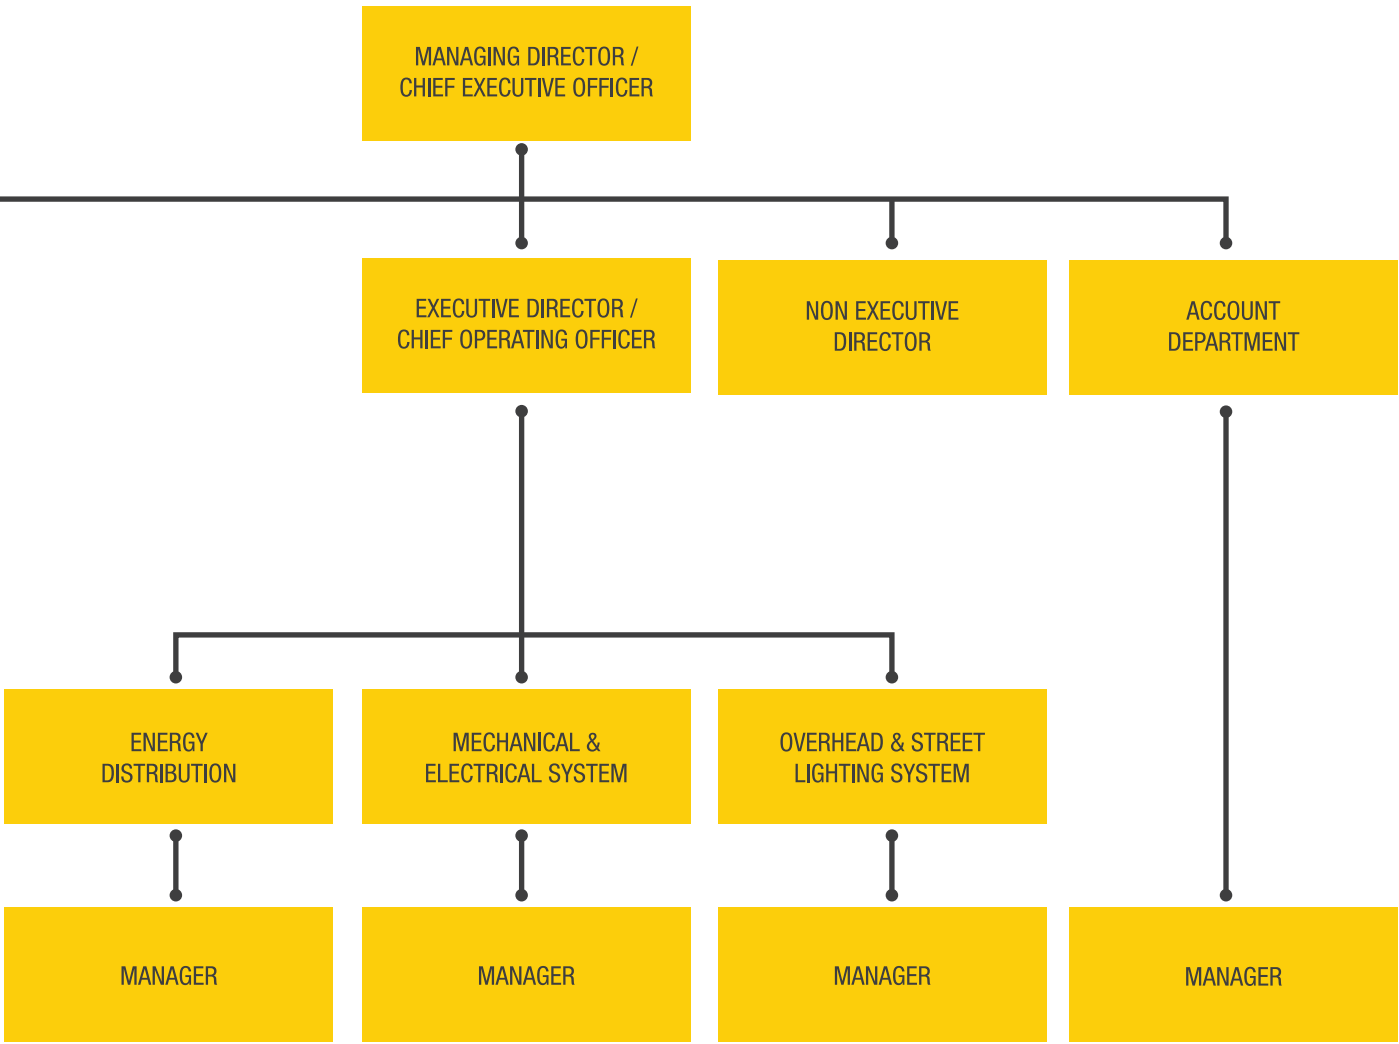 MANAGING DIRECTOR /
CHIEF EXECUTIVE OFFICER
EXECUTIVE DIRECTOR /
CHIEF OPERATING OFFICER
NON EXECUTIVE
DIRECTOR
ACCOUNT
DEPARTMENT
ENERGY
DISTRIBUTION
MECHANICAL &
ELECTRICAL SYSTEM
OVERHEAD & STREET
LIGHTING SYSTEM
MANAGER
MANAGER
MANAGER
MANAGER